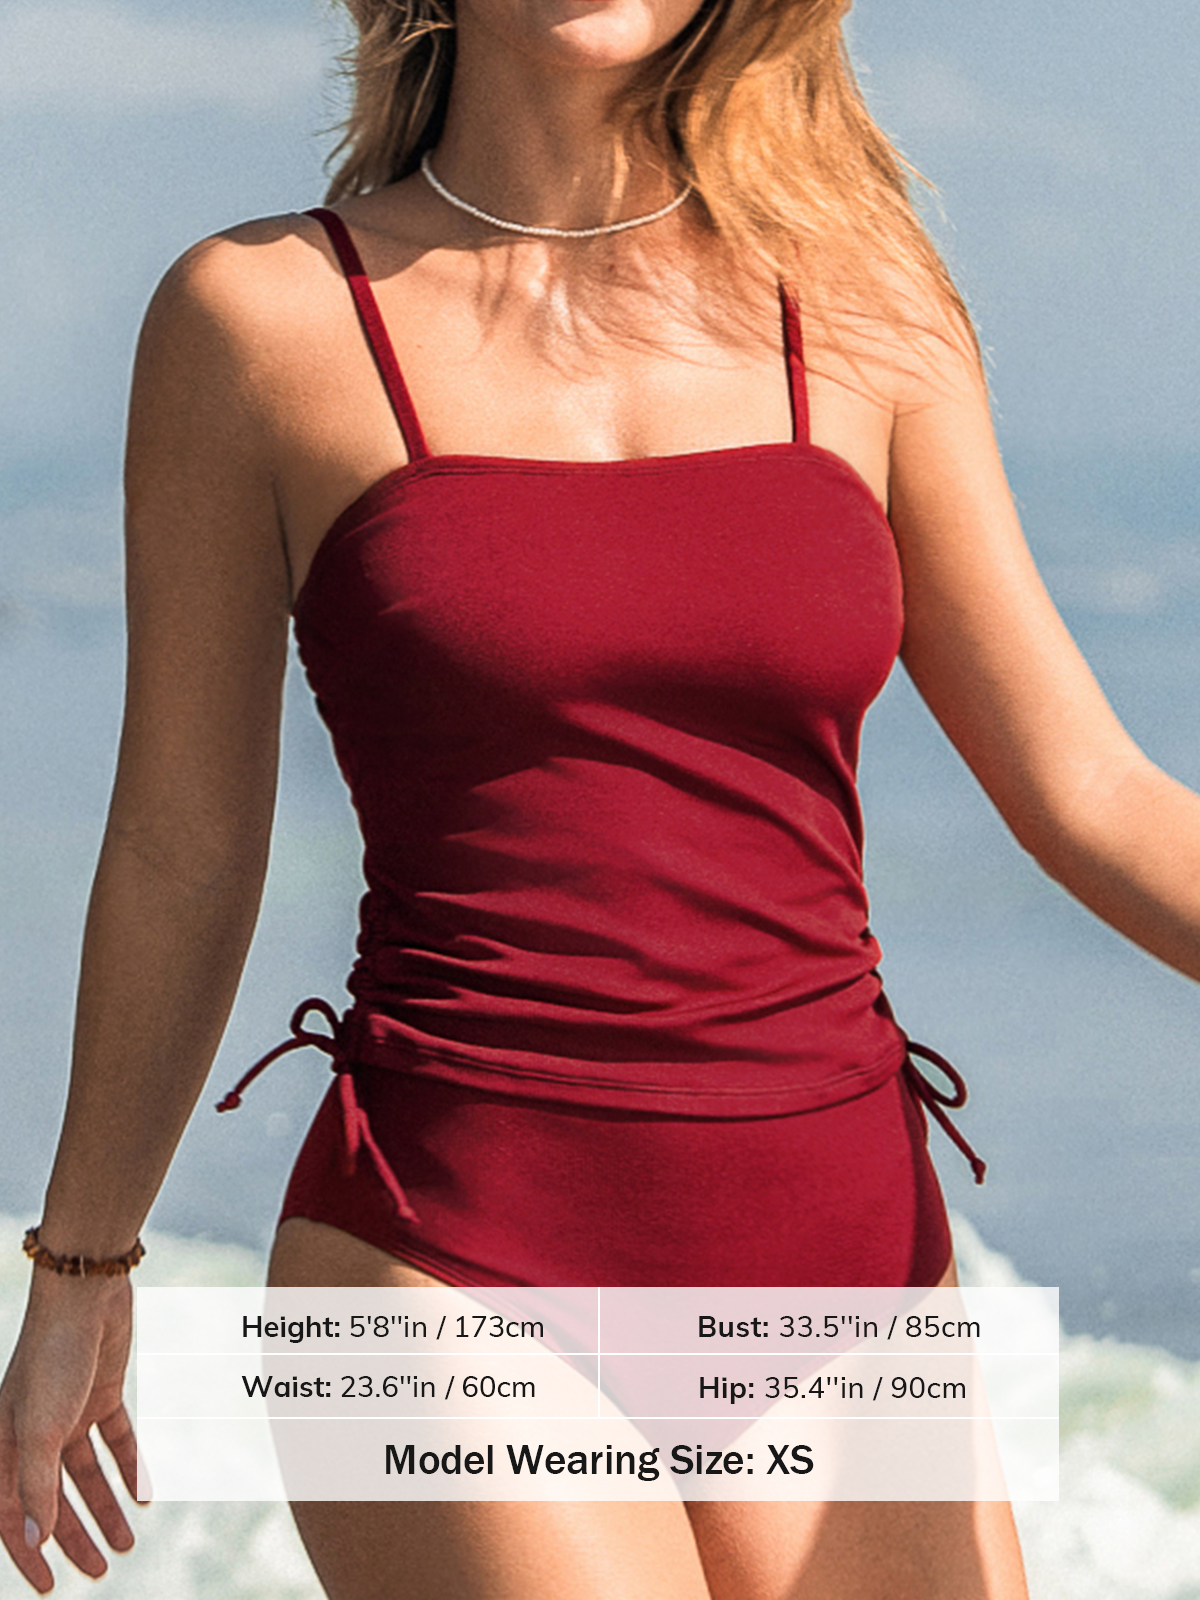 Height: 5'8''in / 173cm
Bust: 33.5''in / 85cm
Waist: 23.6''in / 60cm
Hip: 35.4''in / 90cm
Model Wearing Size: XS